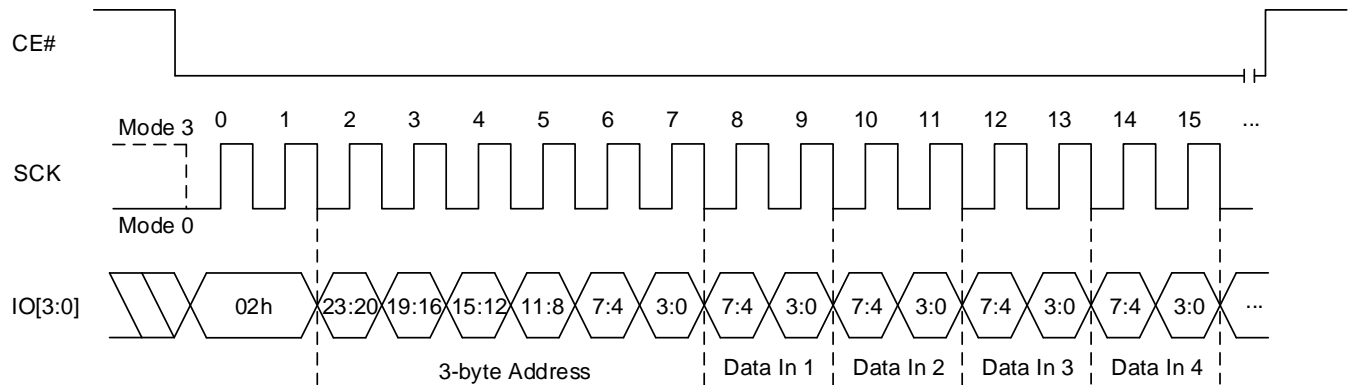 CE#
Mode 3 0 1 2 3 4 5 6 7 8 9 10 11 12 13 14 15 ...
SCK
Mode 0
IO[3:0] 02h 23:20 19:16 15:12 11:8 7:4 3:0 7:4 3:0 7:4 3:0 7:4 3:0 7:4 3:0 ...
3-byte Address Data In 1 Data In 2 Data In 3 Data In 4